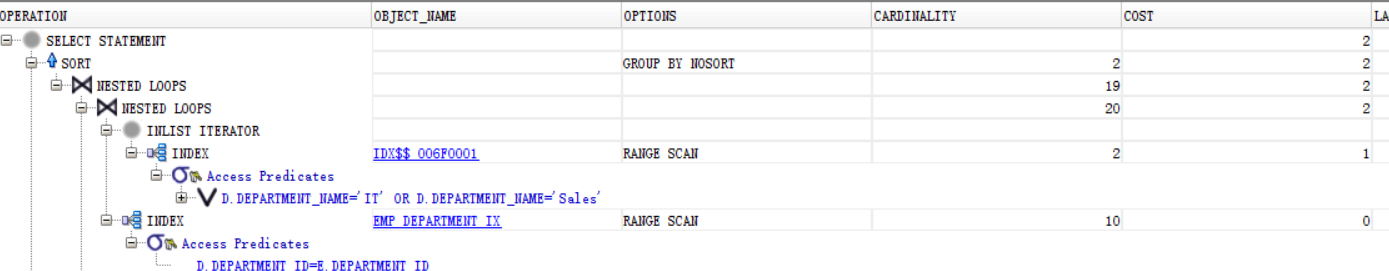 OPERATION OBJECT_NAME OPTIONS CARDINALITY COST LA
SELECT STATEMENT 2
SORT GROUP BY NOSORT 2 2
NESTED LOOPS 19 2
NESTED LOOPS 20 2
INLIST ITERATOR
INDEX IDX$$_006F0001 RANGE SCAN 2 1
Access Predicates
D.DEPARTMENT_NAME='IT' OR D.DEPARTMENT_NAME='Sales'
INDEX EMP_DEPARTMENT_IX RANGE SCAN 10 0
Access Predicates
D.DEPARTMENT_ID=E.DEPARTMENT_ID